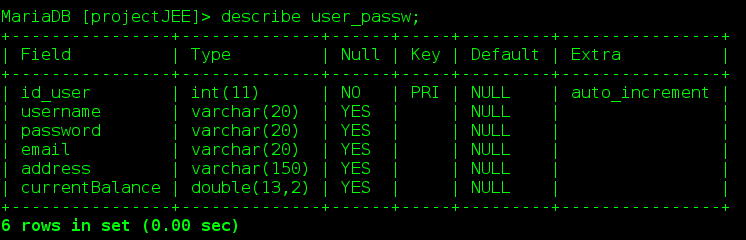 MariaDB [projectJEE]> describe user_passw;
+----------------+--------------+------+-----+---------+----------------+
| Field          | Type         | Null | Key | Default | Extra          |
+----------------+--------------+------+-----+---------+----------------+
| id_user        | int(11)      | NO   | PRI | NULL    | auto_increment |
| username       | varchar(20)  | YES  |     | NULL    |                |
| password       | varchar(20)  | YES  |     | NULL    |                |
| email          | varchar(20)  | YES  |     | NULL    |                |
| address        | varchar(150) | YES  |     | NULL    |                |
| currentBalance | double(13,2) | YES  |     | NULL    |                |
+----------------+--------------+------+-----+---------+----------------+
6 rows in set (0.00 sec)